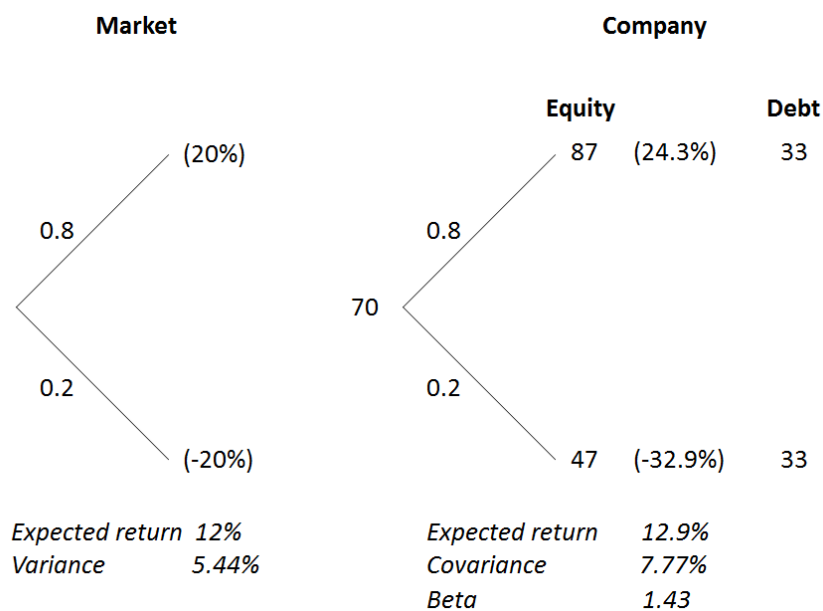 Market Company
Equity Debt
(20%) 87 (24.3%) 33
0.8 0.8
70
0.2 0.2
(-20%) 47 (-32.9%) 33
Expected return 12% Expected return 12.9%
Variance 5.44% Covariance 7.77%
Beta 1.43